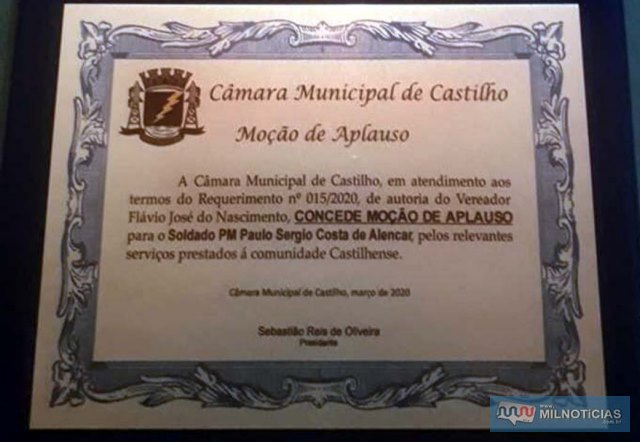 Câmara Municipal de Castilho
Moção de Aplauso
A Câmara Municipal de Castilho, em atendimento aos
termos do Requerimento nº 015/2020, de autoria do Vereador
Flávio José do Nascimento, CONCEDE MOÇÃO DE APLAUSO
para o Soldado PM Paulo Sergio Costa de Alencar, pelos relevantes
serviços prestados á comunidade Castilhense.
Câmara Municipal de Castilho, março de 2020
Sebastião Reis de Oliveira
Presidente
www.
MILNOTICIAS
.com.br